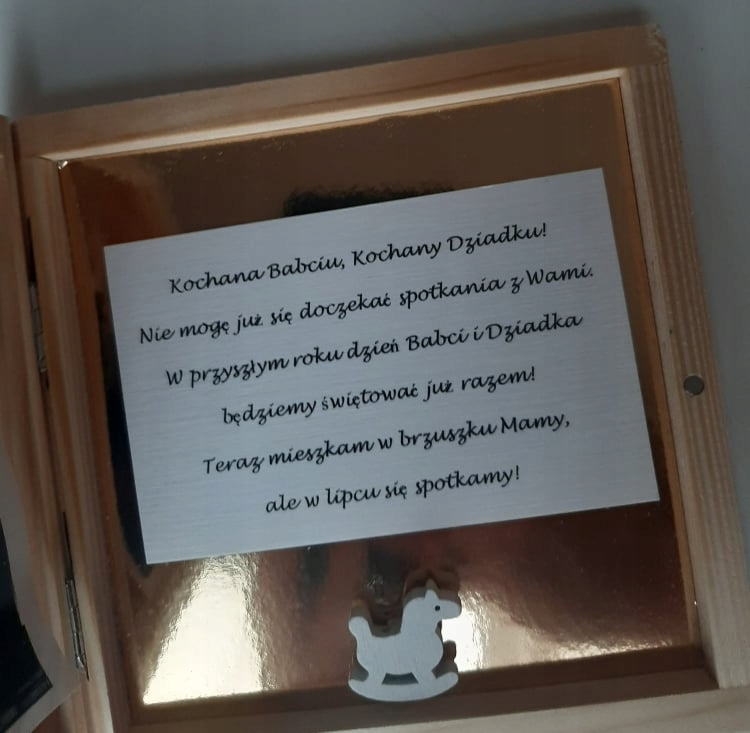 Kochana Babciu, Kochany Dziadku!
Nie mogę już się doczekać spotkania z Wami.
W przyszłym roku dzień Babci i Dziadka
będziemy świętować już razem!
Teraz mieszkam w brzuszku Mamy,
ale w lipcu się spotkamy!